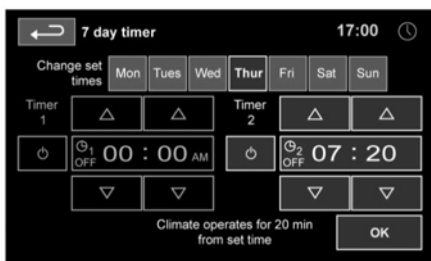 7 day timer 17:00
Change set times Mon Tues Wed Thur Fri Sat Sun
Timer 1 Timer 2
1 OFF 00 : 00 AM 2 OFF 07 : 20
Climate operates for 20 min
from set time
OK